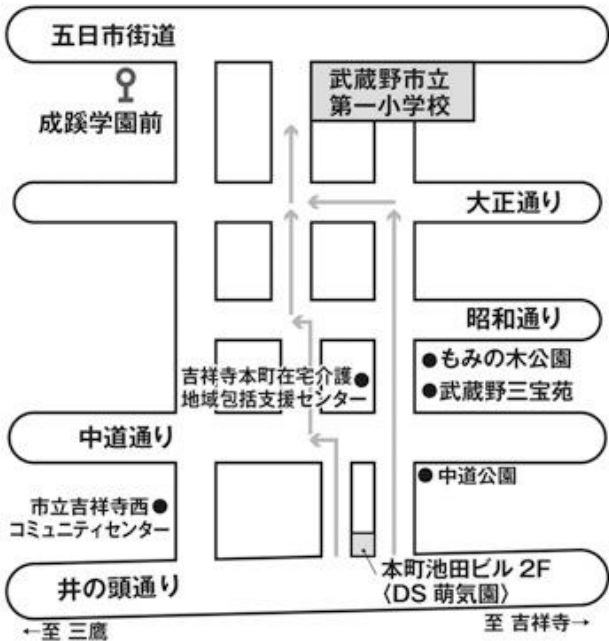 五日市街道
武蔵野市立
第一小学校
成蹊学園前
大正通り
昭和通り
もみの木公園
武蔵野三宝苑
吉祥寺本町在宅介護
地域包括支援センター
中道通り
中道公園
市立吉祥寺西
コミュニティセンター
本町池田ビル 2F
〈DS 萌気園〉
井の頭通り
←至 三鷹
至 吉祥寺→